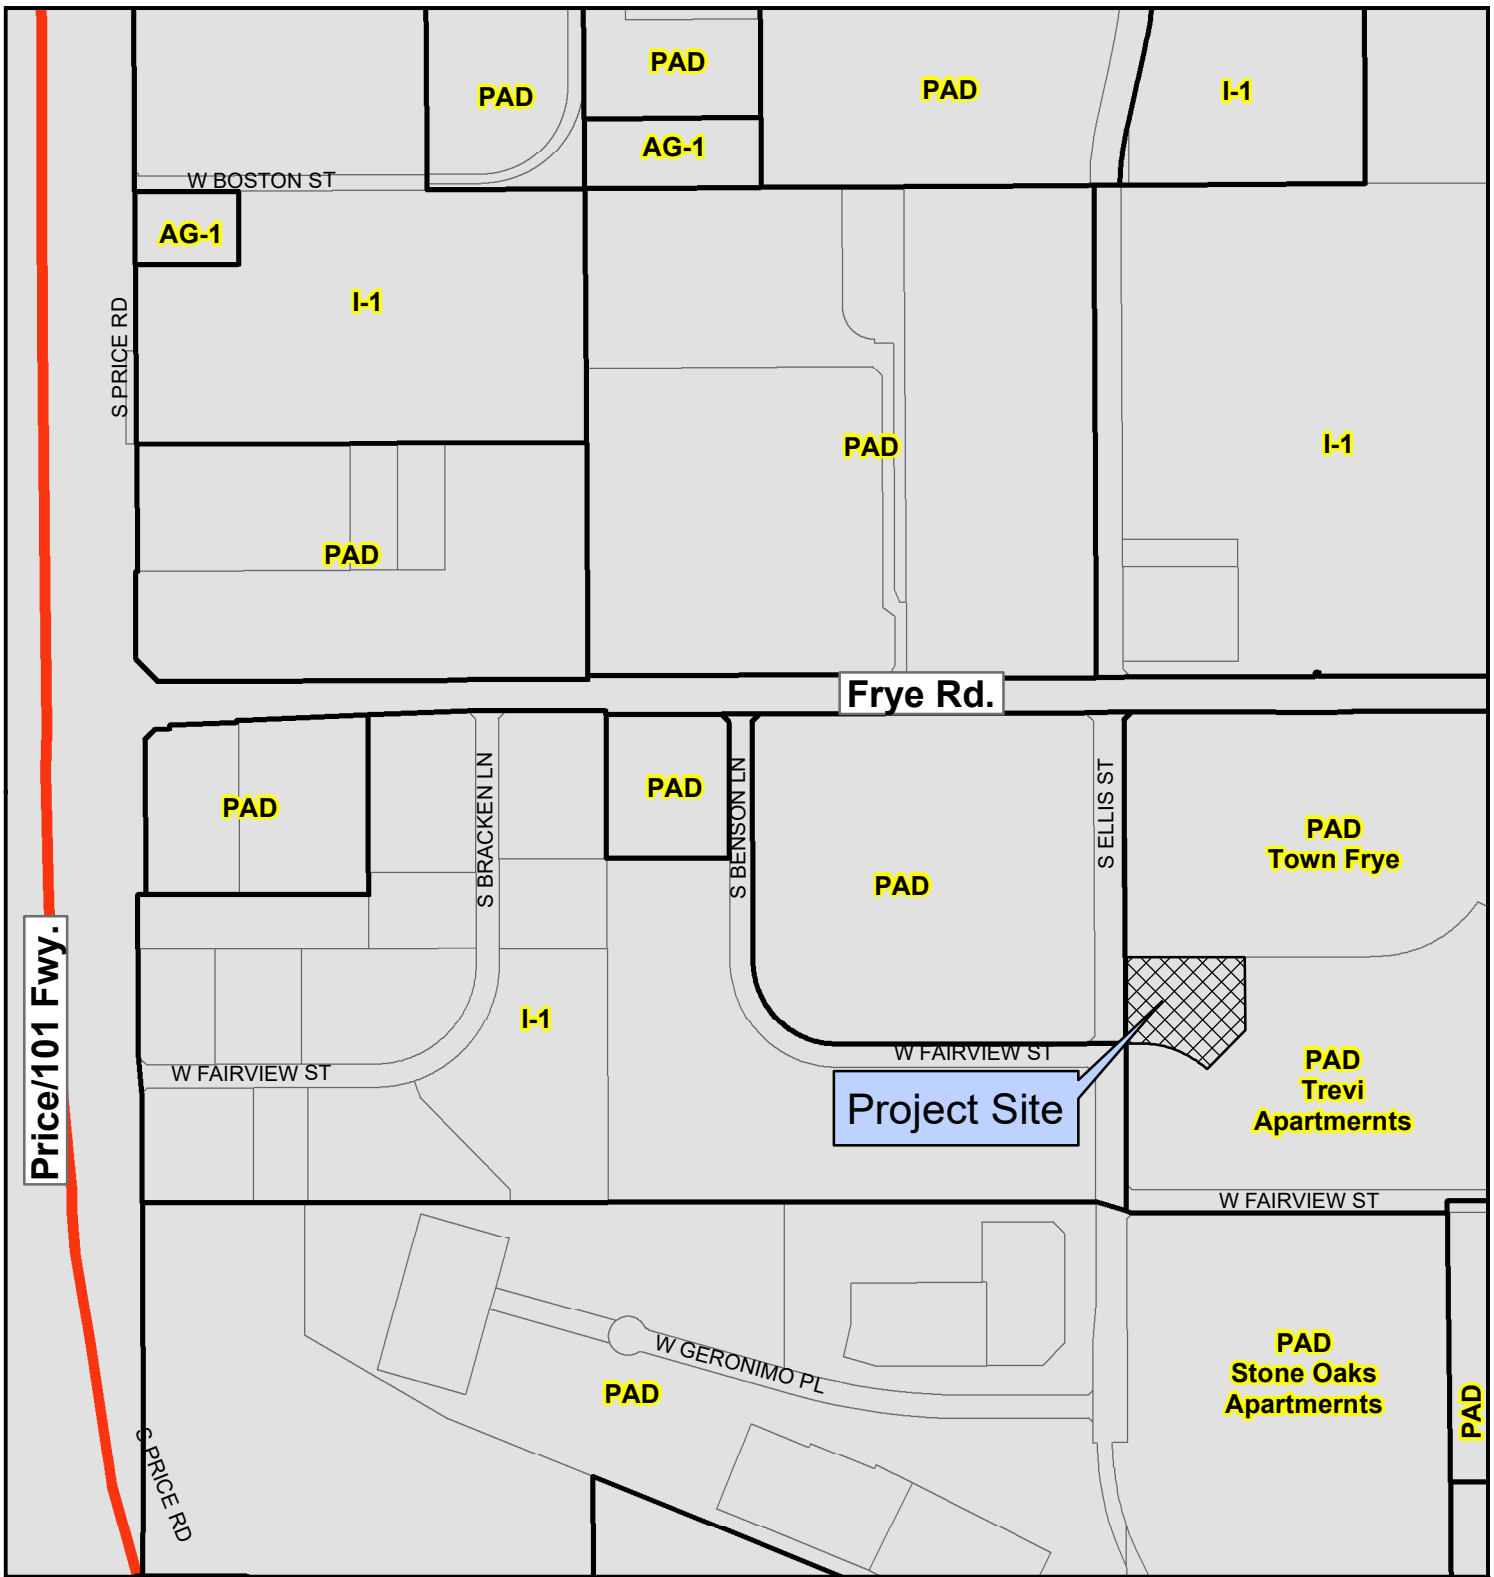 PAD
PAD
PAD
I-1
AG-1
W BOSTON ST
AG-1
I-1
S PRICE RD
PAD
I-1
PAD
Frye Rd.
PAD
S BRACKEN LN
PAD
S BENSON LN
PAD
S ELLIS ST
PAD
Town Frye
Price/101 Fwy.
I-1
W FAIRVIEW ST
W FAIRVIEW ST
Project Site
PAD
Trevi
Apartmernts
W FAIRVIEW ST
W GERONIMO PL
PAD
PAD
Stone Oaks
Apartmernts
PAD
S PRICE RD